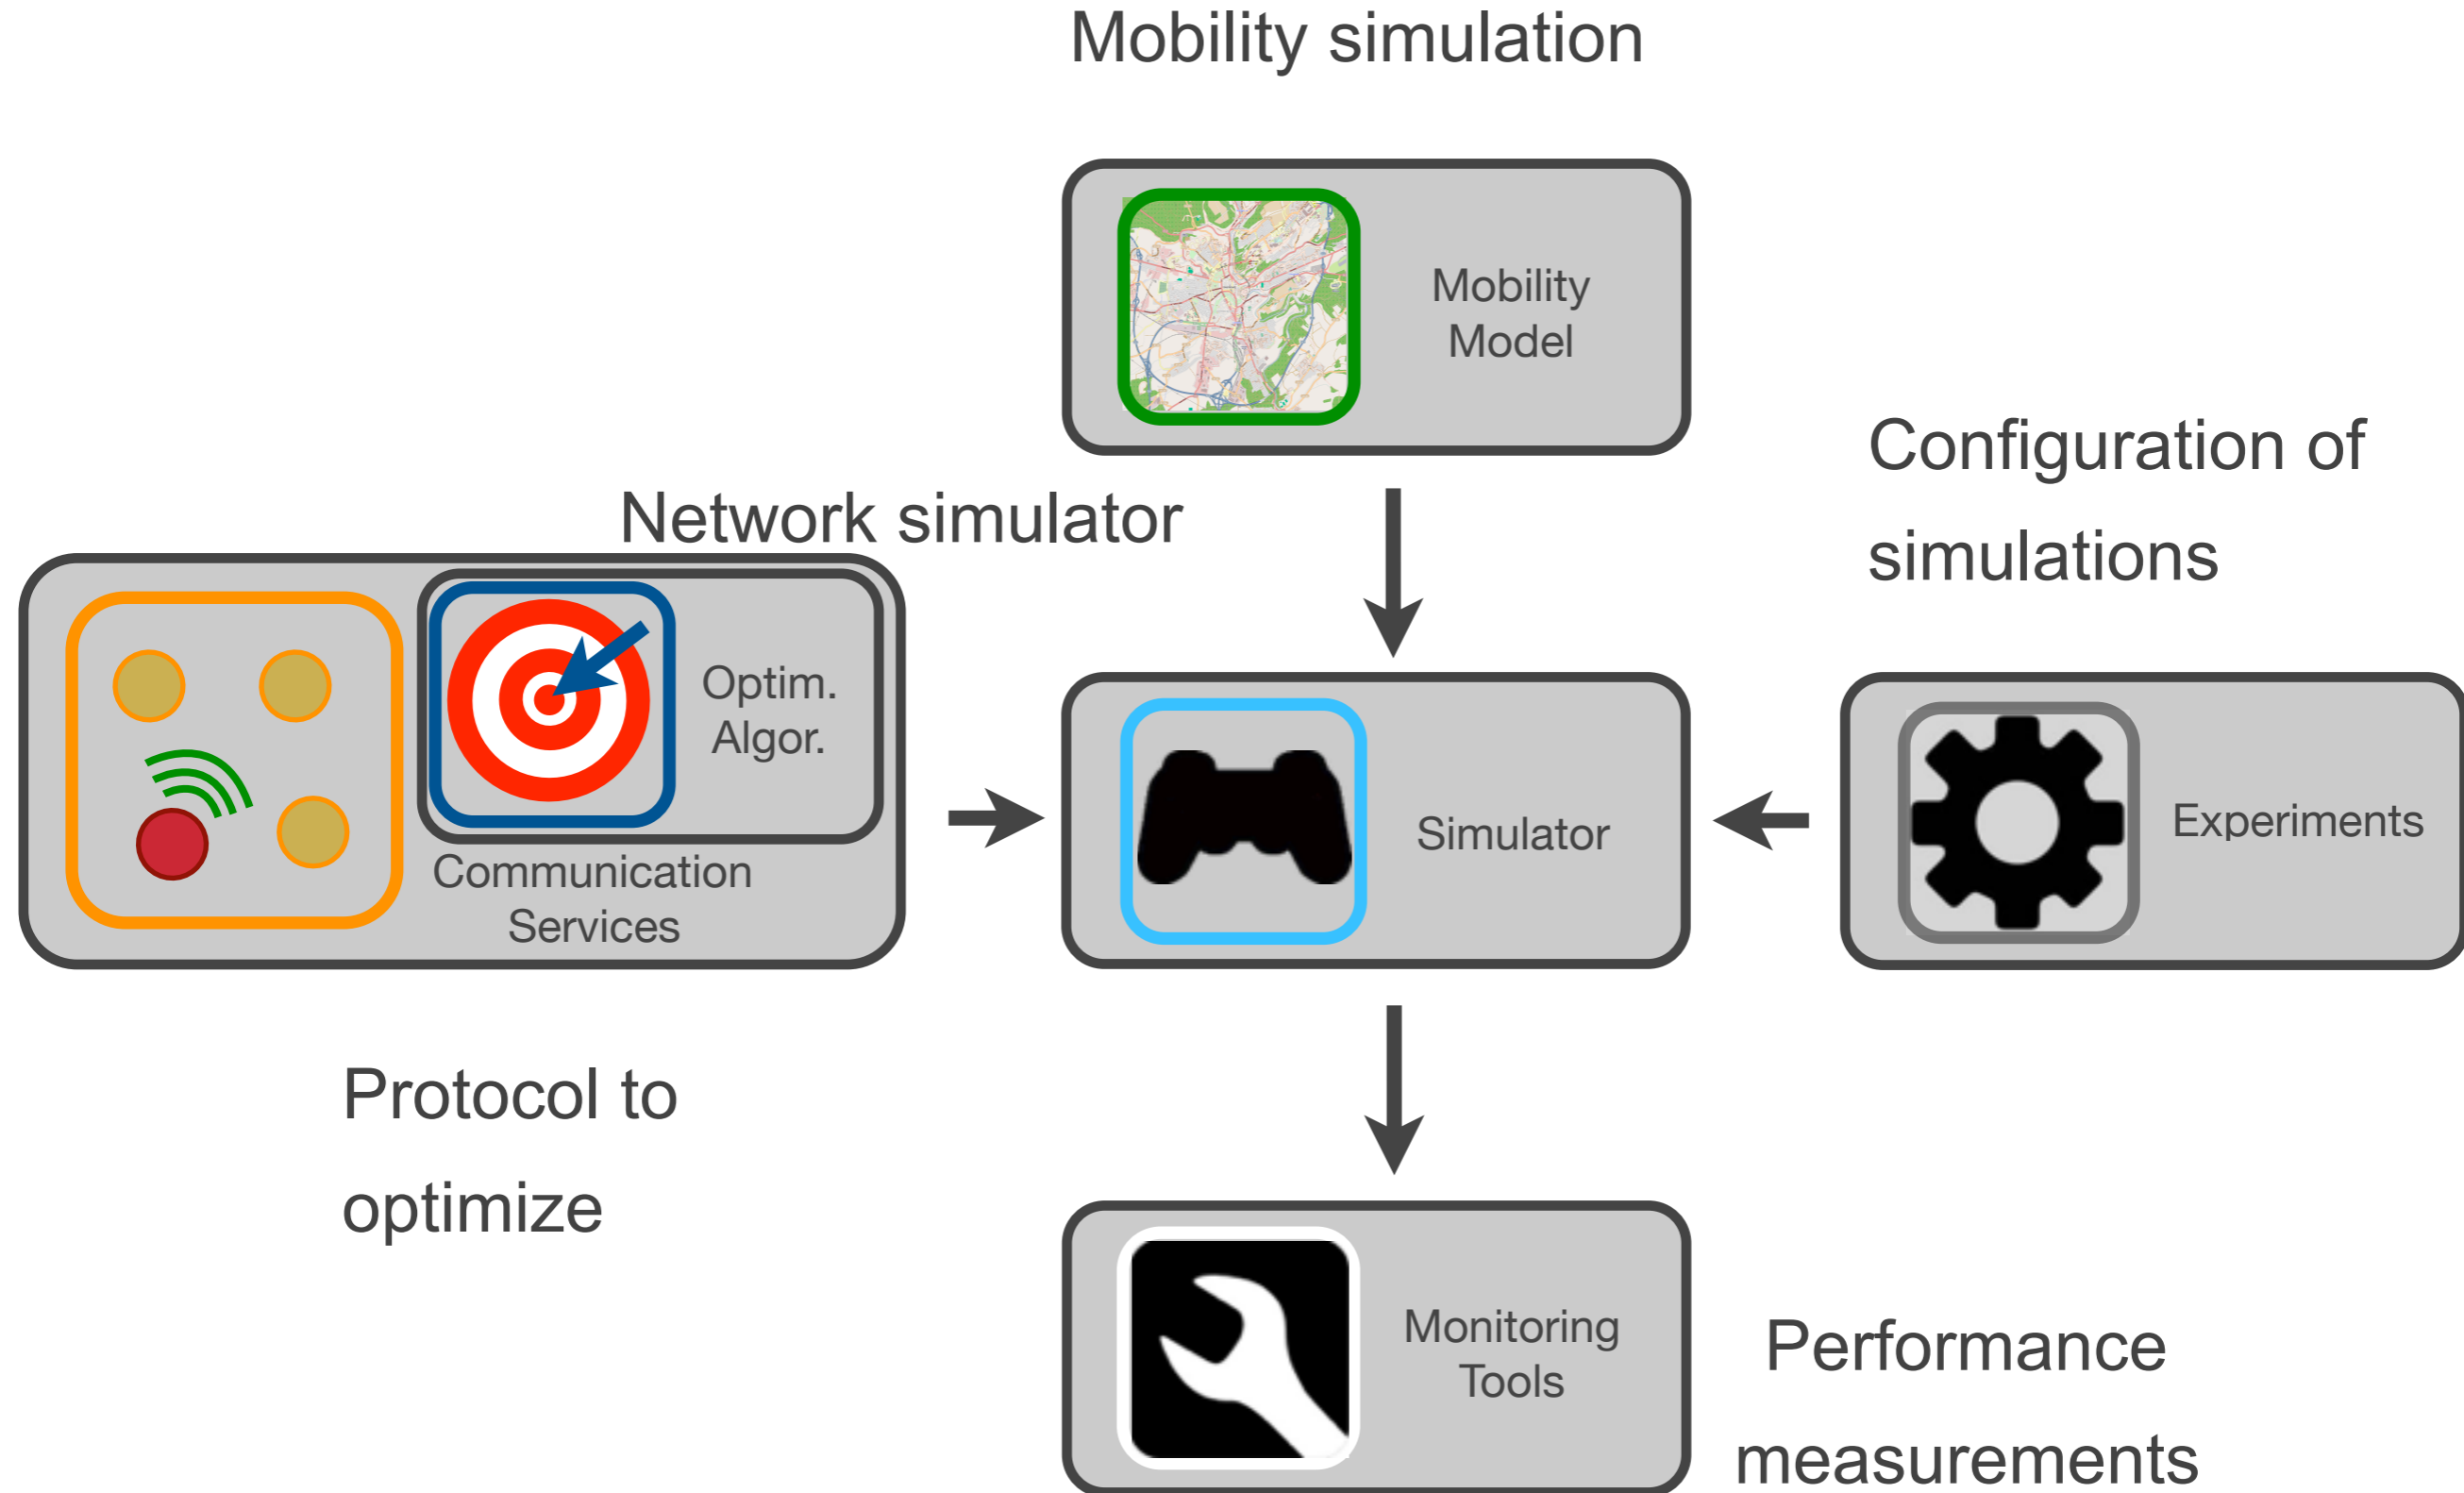 Mobility simulation
Mobility
Model
Configuration of
simulations
Network simulator
Optim.
Algor.
Communication
Services
Simulator
Experiments
Protocol to
optimize
Monitoring
Tools
Performance
measurements